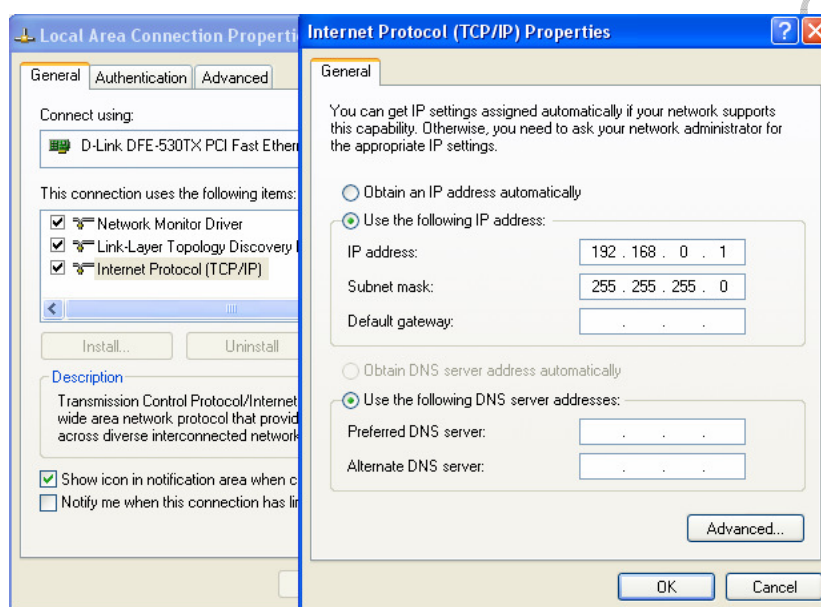 Local Area Connection Properti
General Authentication Advanced
Connect using:
D-Link DFE-530TX PCI Fast Ether
This connection uses the following items:
Network Monitor Driver
Link-Layer Topology Discovery
Internet Protocol (TCP/IP)
Install... Uninstall
Description
Transmission Control Protocol/Internet
wide area network protocol that provid
across diverse interconnected network
Show icon in notification area when c
Notify me when this connection has li
Internet Protocol (TCP/IP) Properties
General
You can get IP settings assigned automatically if your network supports
this capability. Otherwise, you need to ask your network administrator for
the appropriate IP settings.
Obtain an IP address automatically
Use the following IP address:
IP address: 192 . 168 . 0 . 1
Subnet mask: 255 . 255 . 255 . 0
Default gateway: . . .
Obtain DNS server address automatically
Use the following DNS server addresses:
Preferred DNS server: . . .
Alternate DNS server: . . .
Advanced...
OK Cancel